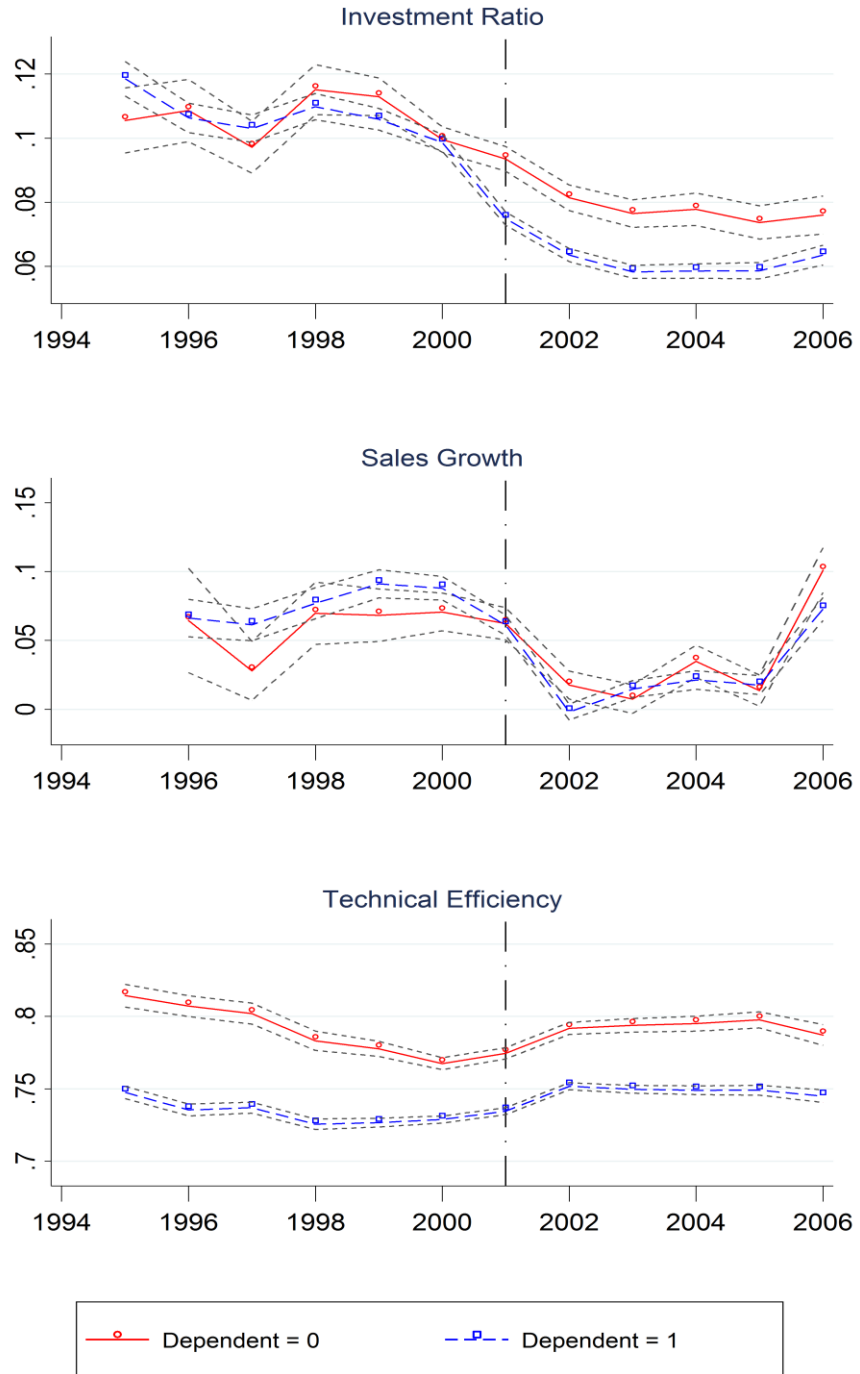 Investment Ratio
.12
.1
.08
.06
1994 1996 1998 2000 2002 2004 2006
Sales Growth
.15
.1
.05
0
1994 1996 1998 2000 2002 2004 2006
Technical Efficiency
.85
.8
.75
.7
1994 1996 1998 2000 2002 2004 2006
Dependent = 0 Dependent = 1